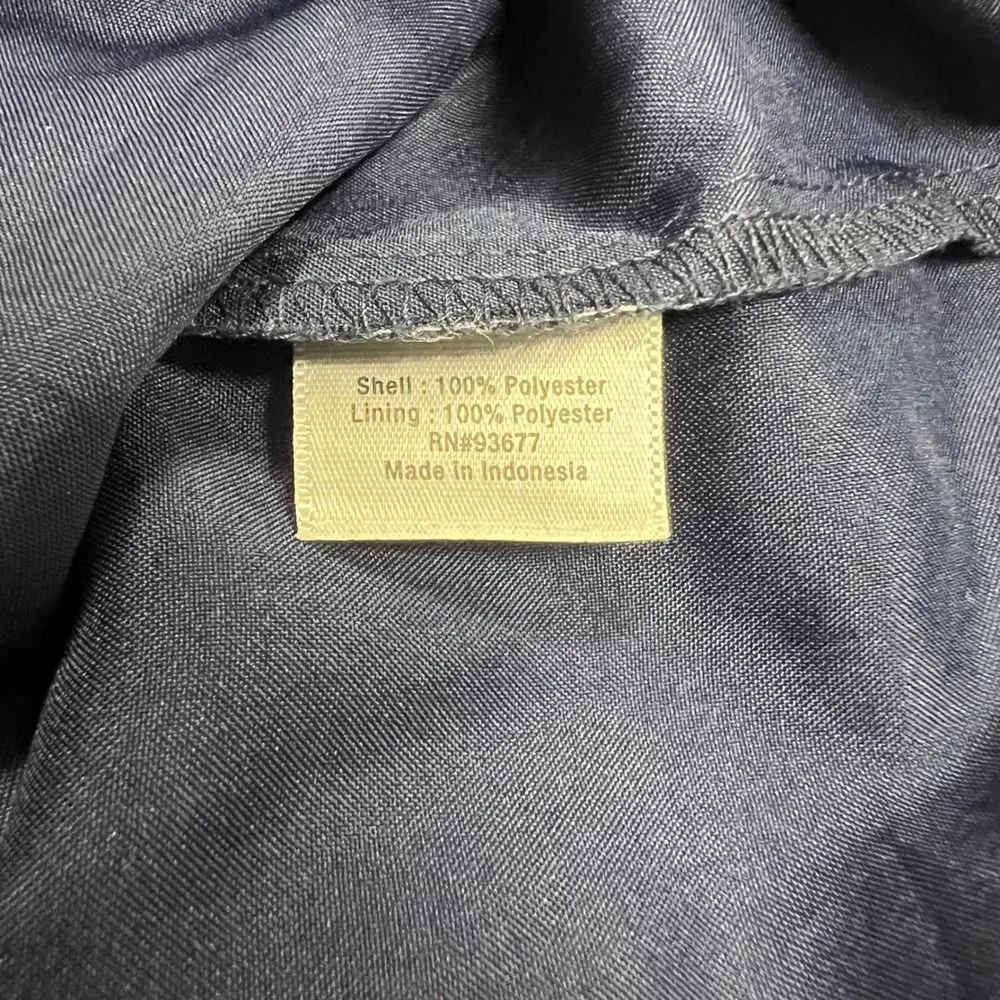 Shell : 100% Polyester
Lining : 100% Polyester
RN#93677
Made in Indonesia